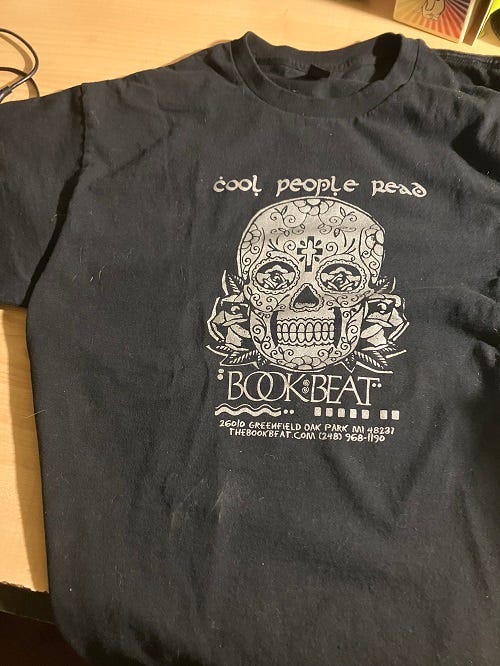 cool people read
BOOK BEAT
26010 GREENFIELD OAK PARK MI 48237
THEBOOKBEAT.COM (248) 968-1190